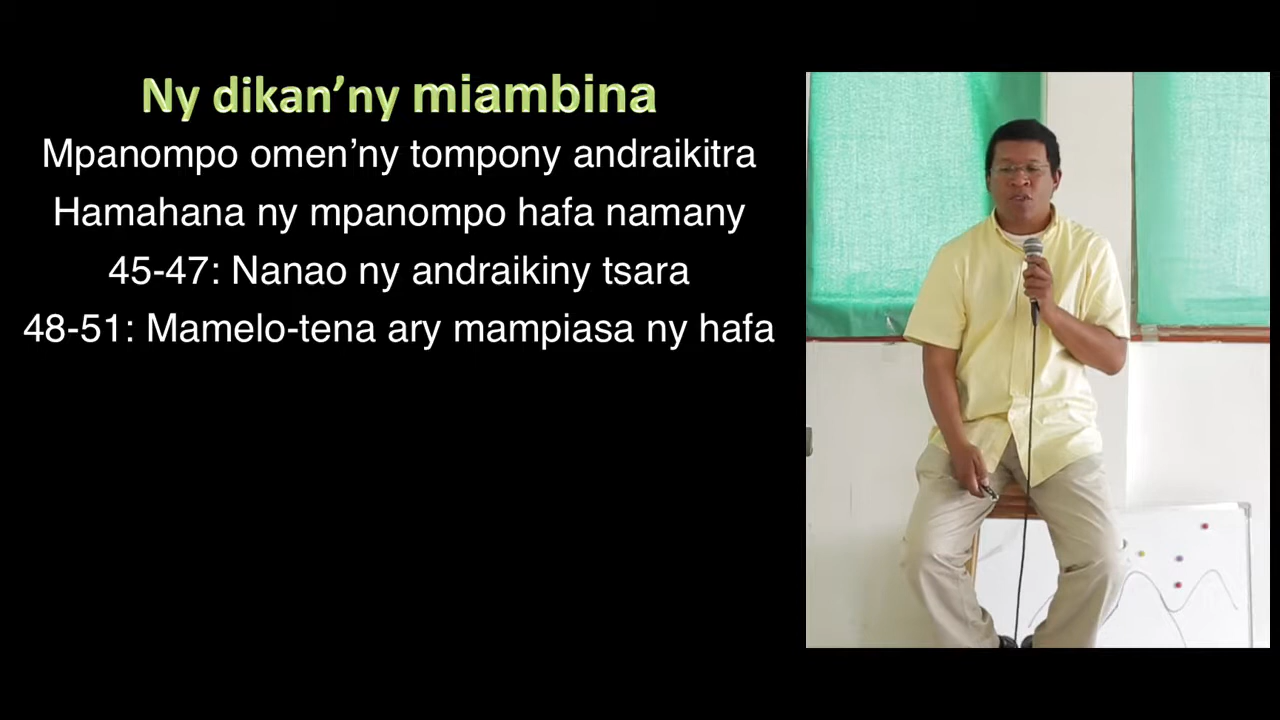 Ny dikan’ny miambina
Mpanompo omen’ny tompony andraikitra
Hamahana ny mpanompo hafa namany
45-47: Nanao ny andraikiny tsara
48-51: Mamelo-tena ary mampiasa ny hafa